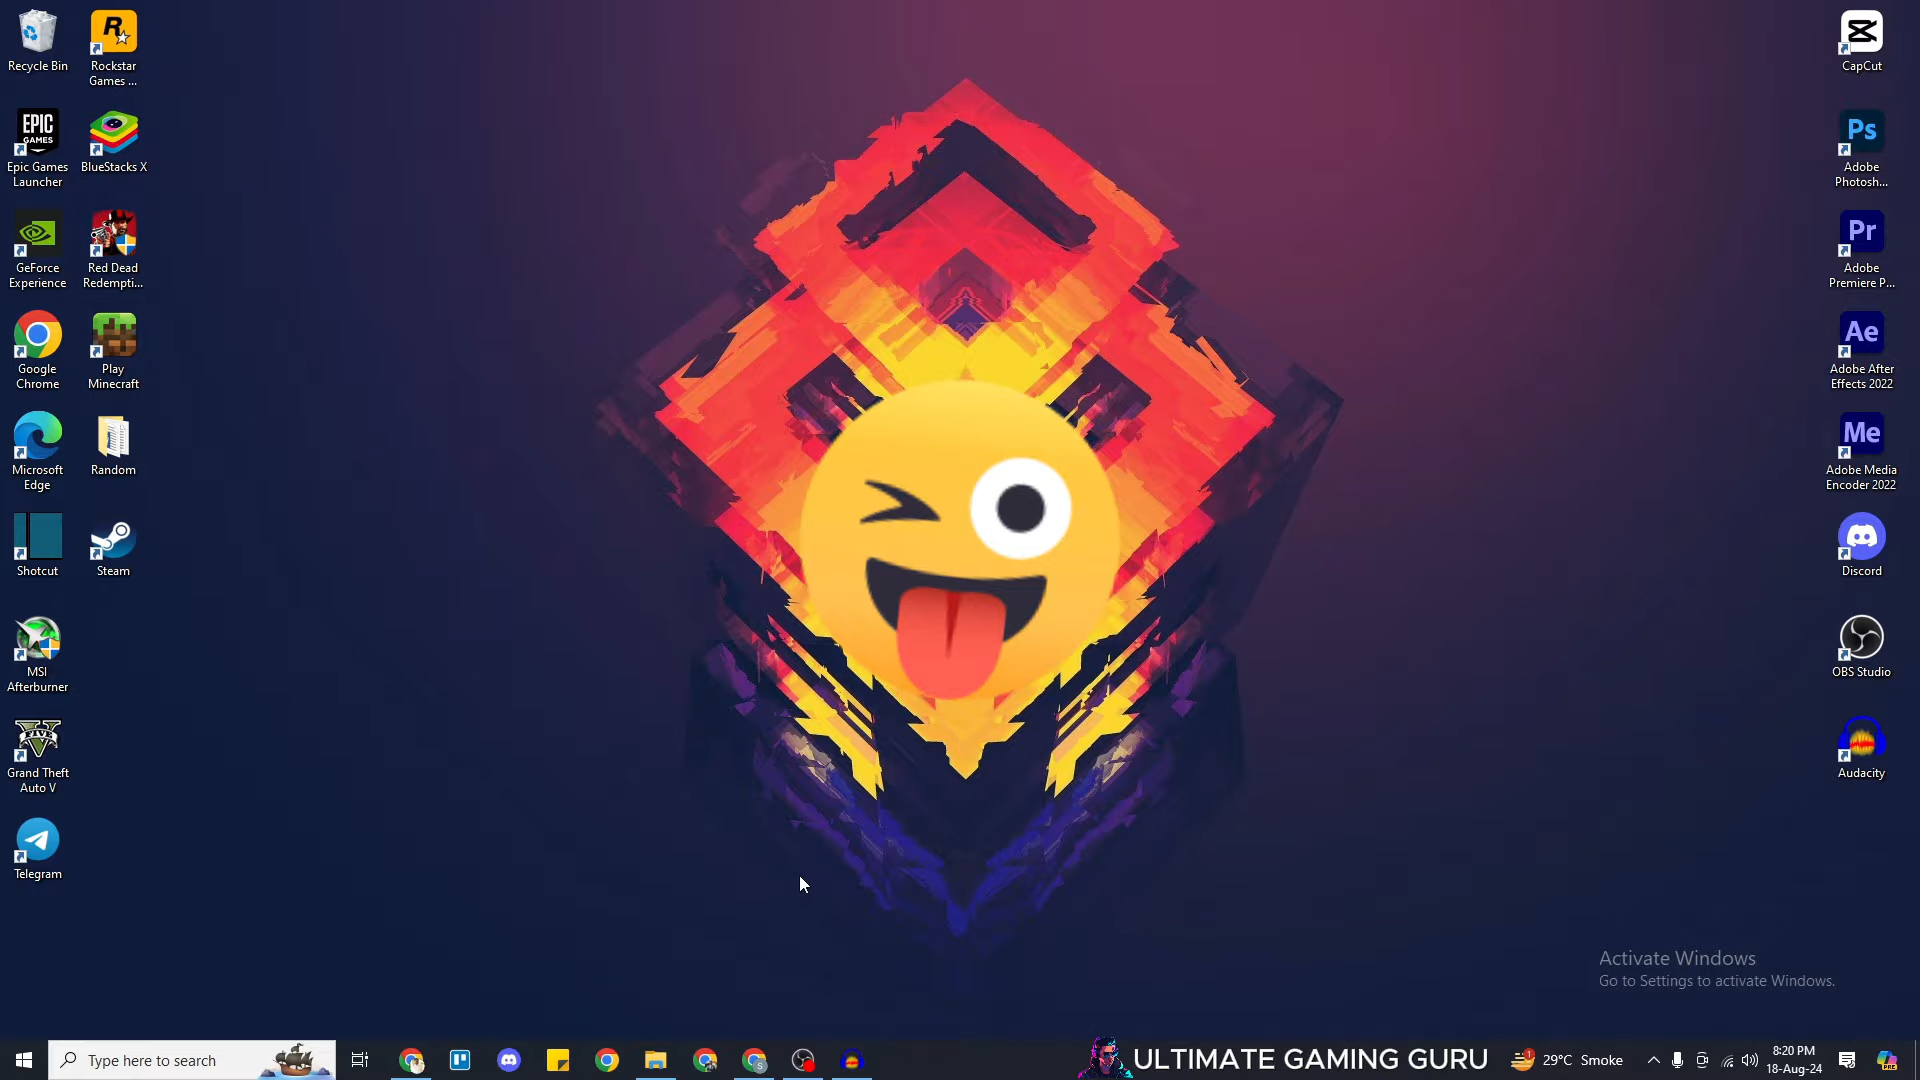 Recycle Bin
Rockstar
Games ...
EPIC
GAMES
Epic Games
Launcher
BlueStacks X
GeForce
Experience
Red Dead
Redempti...
Google
Chrome
Play
Minecraft
Microsoft
Edge
Random
Shotcut
Steam
MSI
Afterburner
V
FIVE
Grand Theft
Auto V
Telegram
CapCut
Ps
Adobe
Photosh...
Pr
Adobe
Premiere P...
Ae
Adobe After
Effects 2022
Me
Adobe Media
Encoder 2022
Discord
OBS Studio
Audacity
Activate Windows
Go to Settings to activate Windows.
Type here to search
S
ULTIMATE GAMING GURU
1
29°C Smoke
8:20 PM
18-Aug-24
PRE